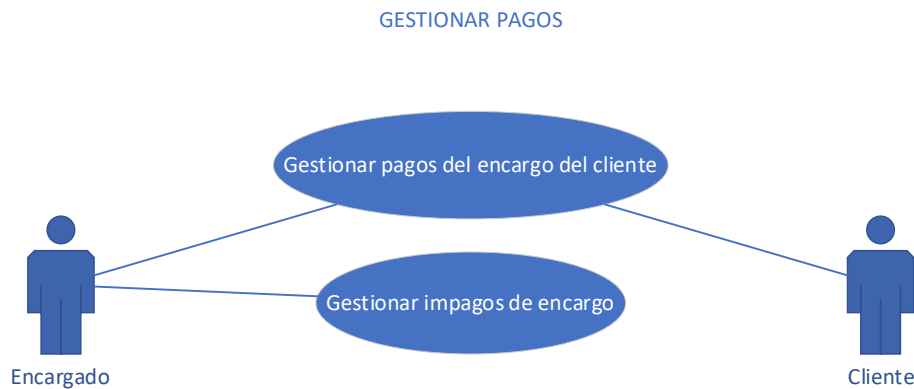 GESTIONAR PAGOS
Gestionar pagos del encargo del cliente
Gestionar impagos de encargo
Encargado
Cliente